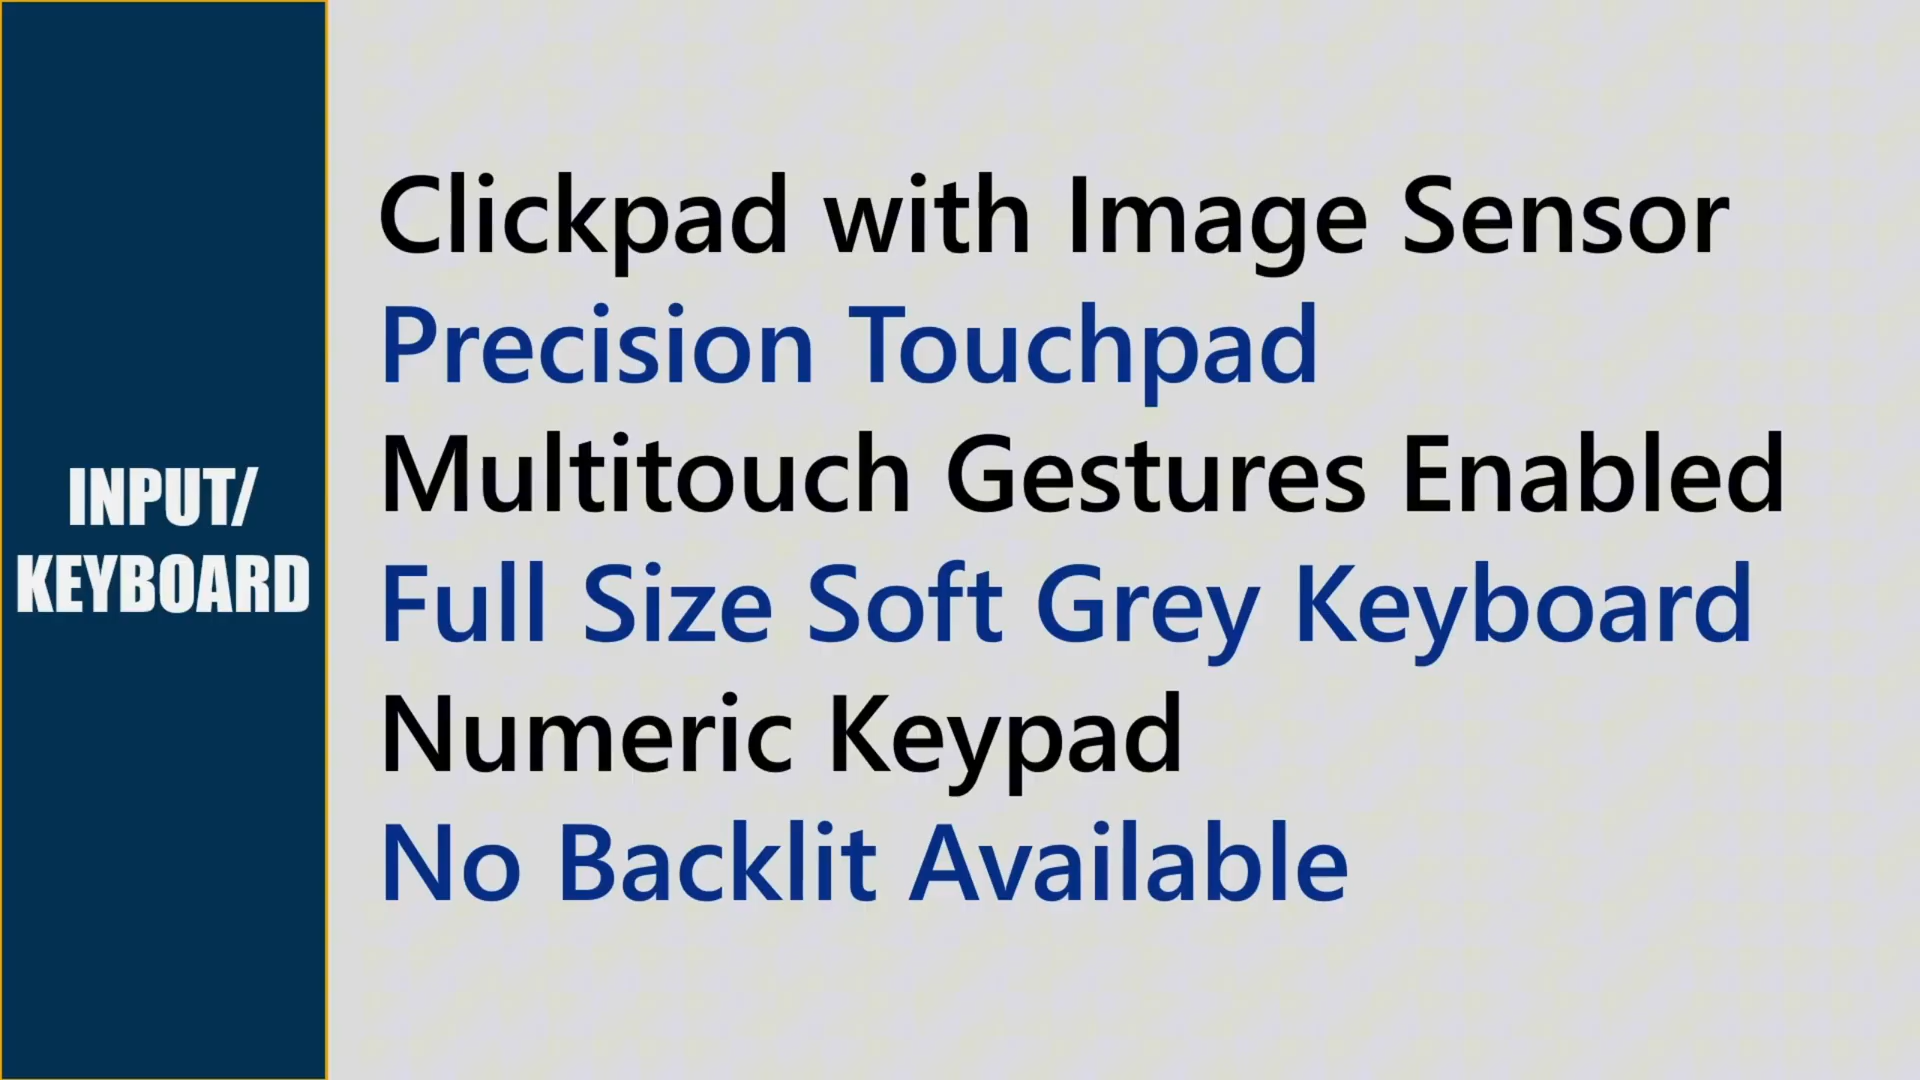 INPUT/
KEYBOARD
Clickpad with Image Sensor
Precision Touchpad
Multitouch Gestures Enabled
Full Size Soft Grey Keyboard
Numeric Keypad
No Backlit Available